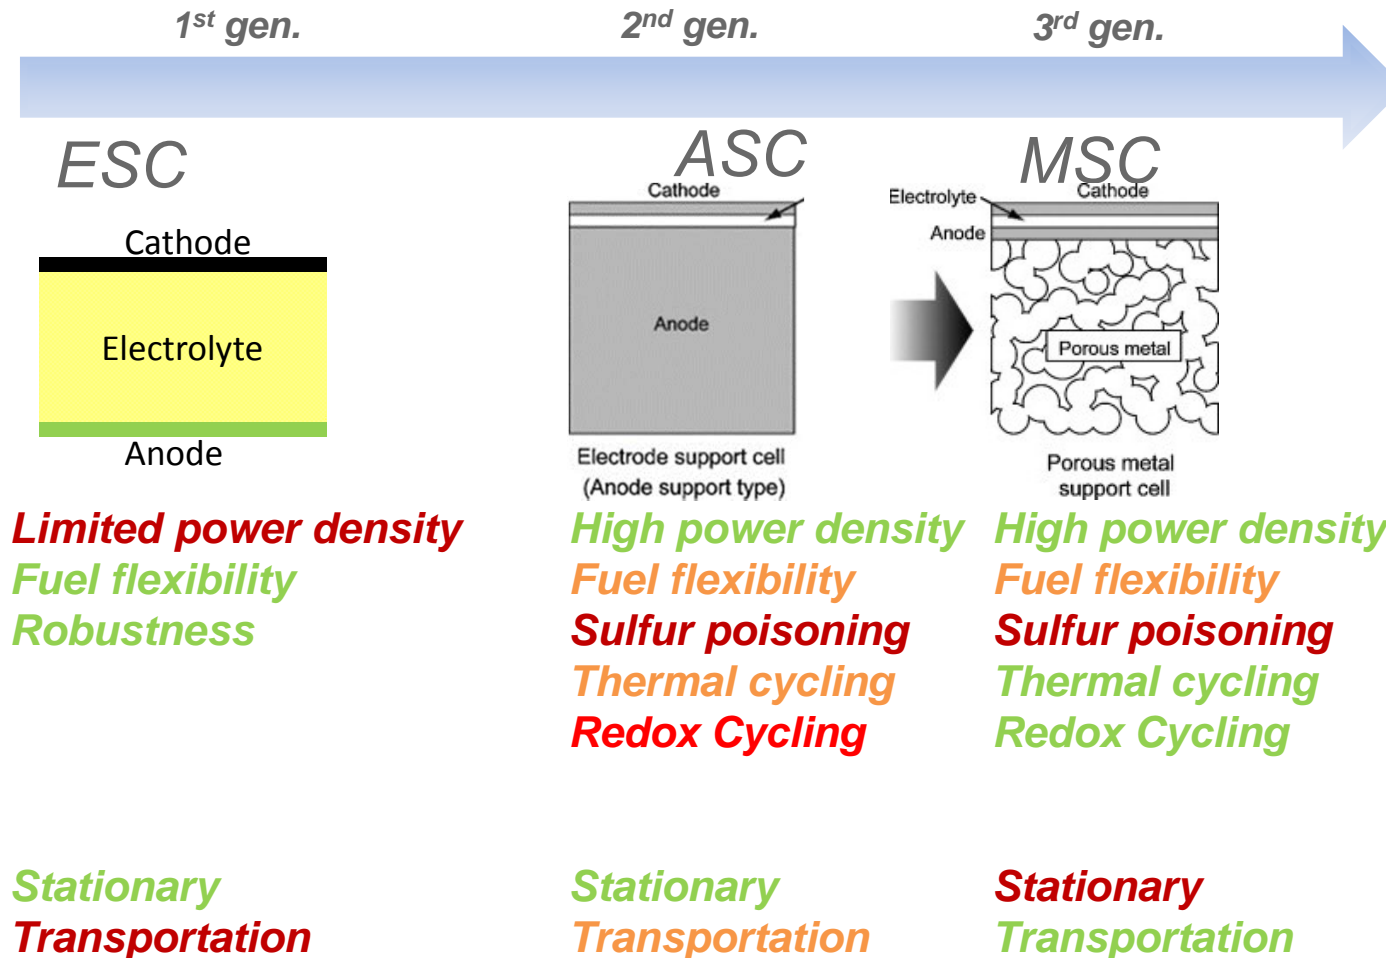 1st gen.
2nd gen.
3rd gen.
ESC
Cathode
Electrolyte
Anode
ASC
Cathode
Anode
Electrode support cell
(Anode support type)
MSC
Cathode
Electrolyte
Anode
Porous metal
Porous metal
support cell
Limited power density
Fuel flexibility
Robustness
High power density
Fuel flexibility
Sulfur poisoning
Thermal cycling
Redox Cycling
High power density
Fuel flexibility
Sulfur poisoning
Thermal cycling
Redox Cycling
Stationary
Transportation
Stationary
Transportation
Stationary
Transportation